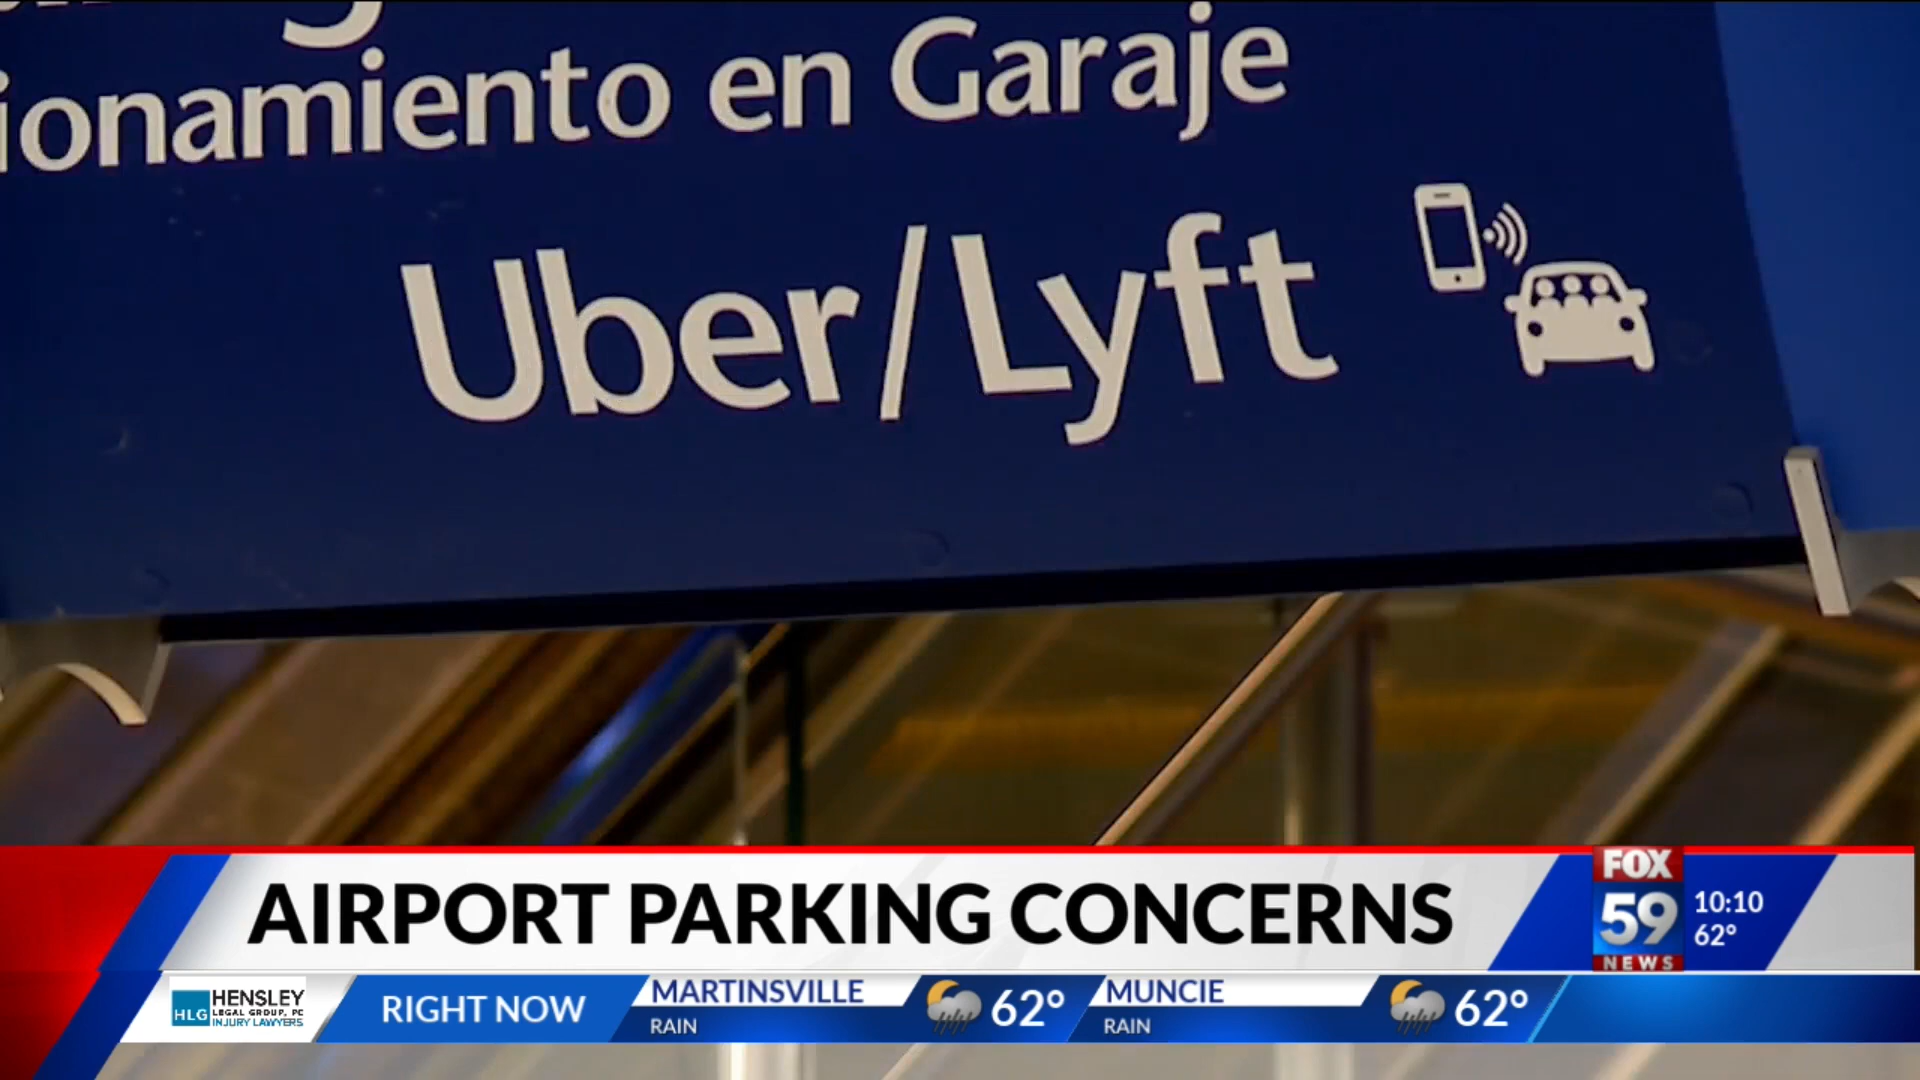 ionamiento en Garaje
Uber/Lyft
AIRPORT PARKING CONCERNS
FOX
59
NEWS
10:10
62°
HLG
HENSLEY
LEGAL GROUP, PC
INJURY LAWYERS
RIGHT NOW
MARTINSVILLE
RAIN
62°
MUNCIE
RAIN
62°